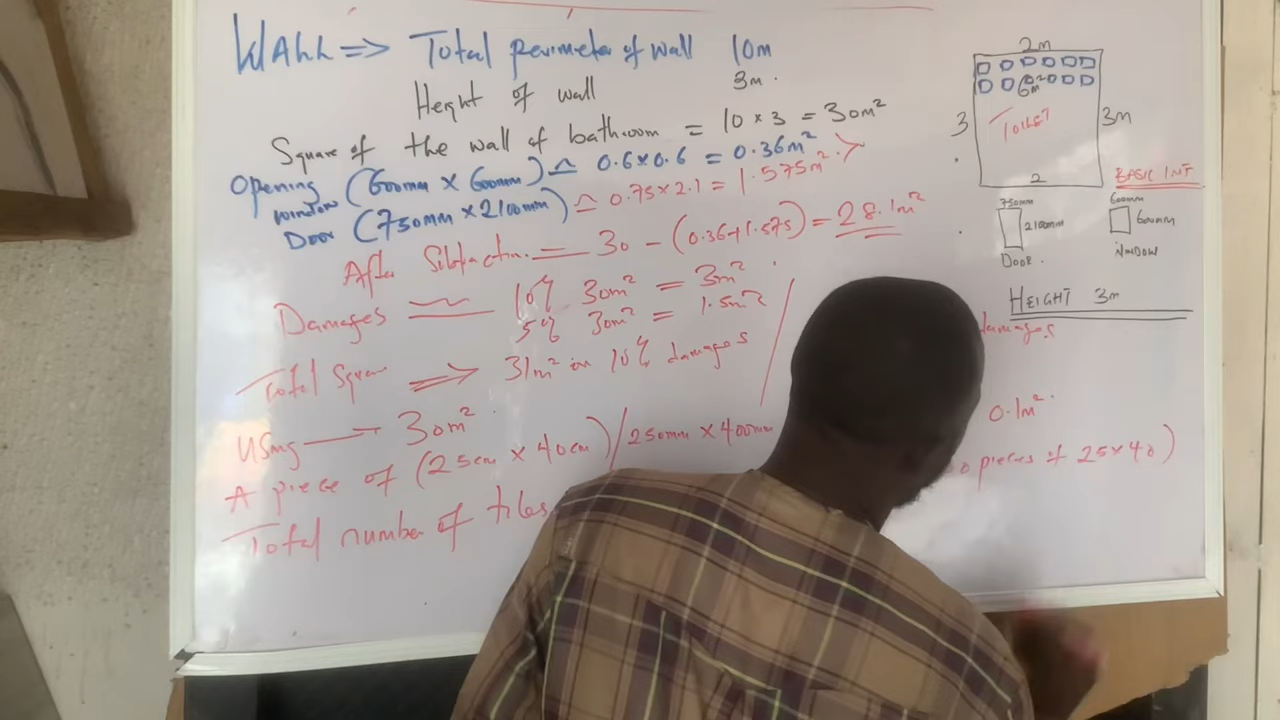 WAll => Total perimeter of wall 10m
Height of wall 3m.
Square of the wall of bathroom = 10 × 3 = 30m²
Opening (600mm × 600mm) ≏ 0.6×0.6 = 0.36m²
window
Door (750mm × 2100mm) ≏ 0.75×2.1 = 1.575m².
After Subtraction = 30 - (0.36+1.575) = 28.1m²
Damages 10% 30m² = 3m²
5% 30m² = 1.5m²
Total Square => 31m² on 10% damages
Using 30m²
A piece of (25cm × 40cm) / 250mm × 400mm
Total number of tiles
damages
0.1m².
pieces of 25×40)
2m
6m²
TOILET
3
3m
2
BASIC INT
750mm
2100mm
DOOR.
600mm
600mm
WINDOW
HEIGHT 3m